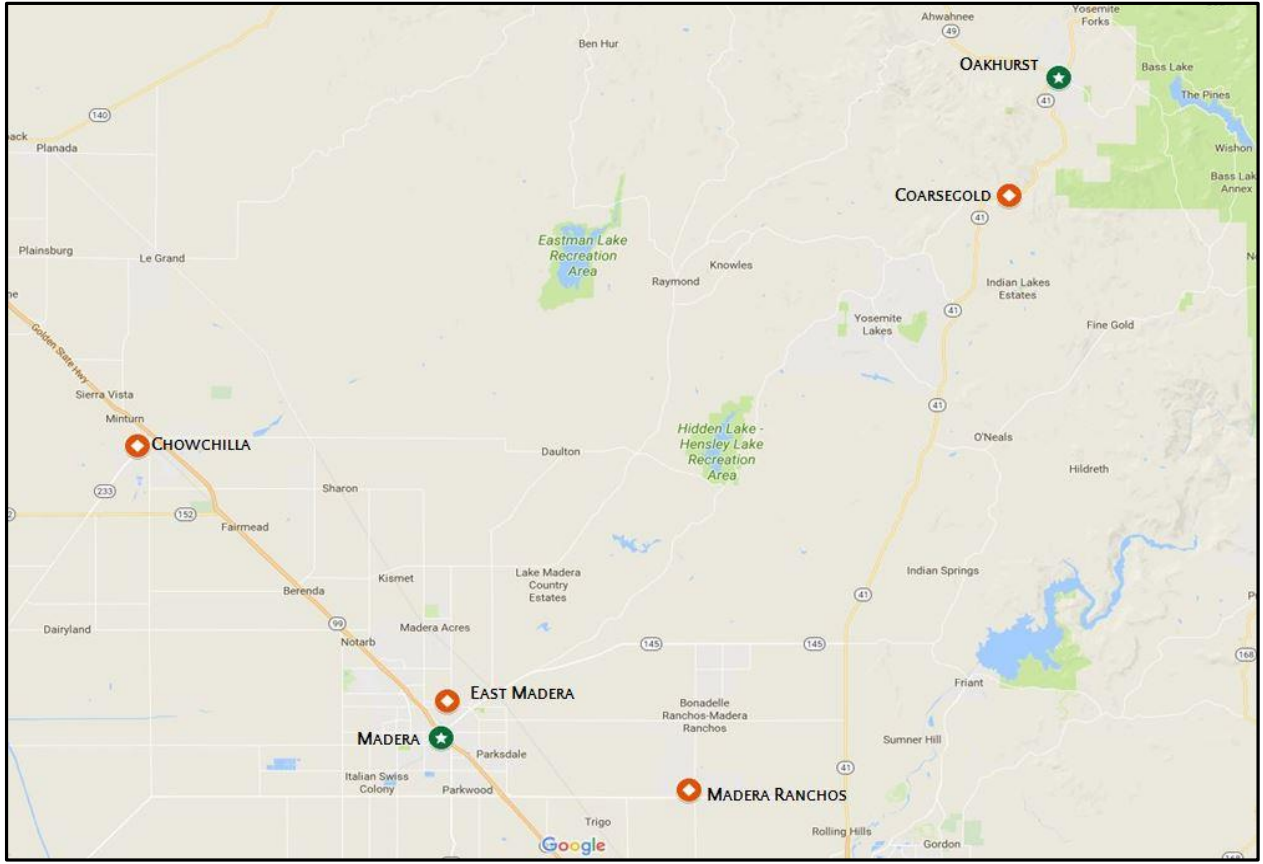 Ahwahnee
49
Yosemite
Forks
Ben Hur
OAKHURST
Bass Lake
41
The Pines
140
Planada
Wishon
COARSEGOLD
41
Bass Lak
Annex
Plainsburg
Le Grand
Eastman Lake
Recreation
Area
Knowles
Raymond
Indian Lakes
Estates
Golden State Hwy
41
Yosemite
Lakes
Fine Gold
Sierra Vista
Minturn
41
CHOWCHILLA
Hidden Lake -
Hensley Lake
Recreation
Area
Daulton
O'Neals
Hildreth
233
Sharon
152
Fairmead
Kismet
Lake Madera
Country
Estates
Indian Springs
Berenda
41
Dairyland
99
Madera Acres
Notarb
145
145
168
Friant
EAST MADERA
Bonadelle
Ranchos-Madera
Ranchos
MADERA
Parksdale
Sumner Hill
Italian Swiss
Colony
Parkwood
41
MADERA RANCHOS
Trigo
Rolling Hills
Google
Gordon
168